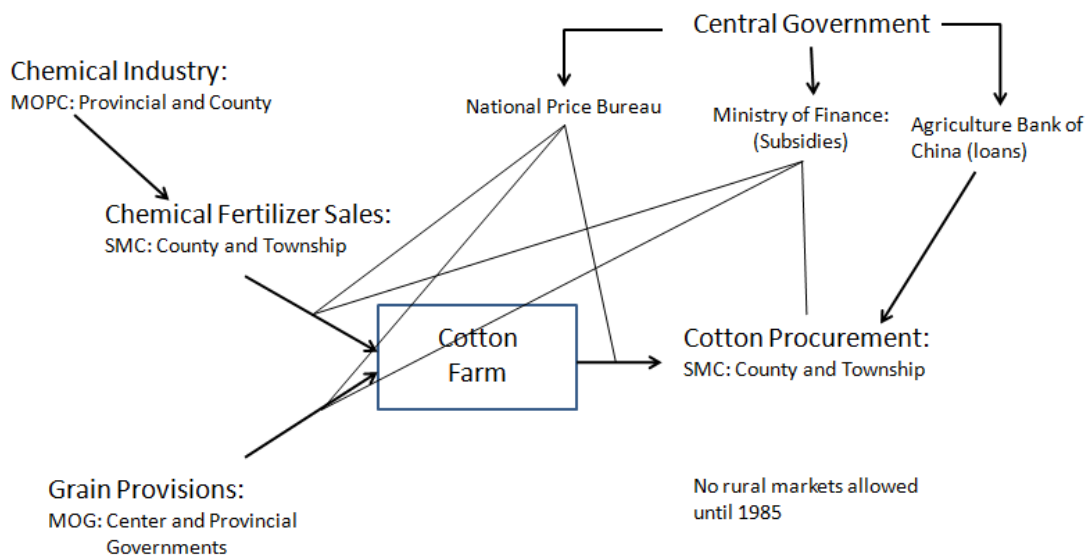 Central Government
Chemical Industry:
MOPC: Provincial and County
National Price Bureau
Ministry of Finance:
(Subsidies)
Agriculture Bank of
China (loans)
Chemical Fertilizer Sales:
SMC: County and Township
Cotton
Farm
Cotton Procurement:
SMC: County and Township
Grain Provisions:
MOG: Center and Provincial
Governments
No rural markets allowed
until 1985